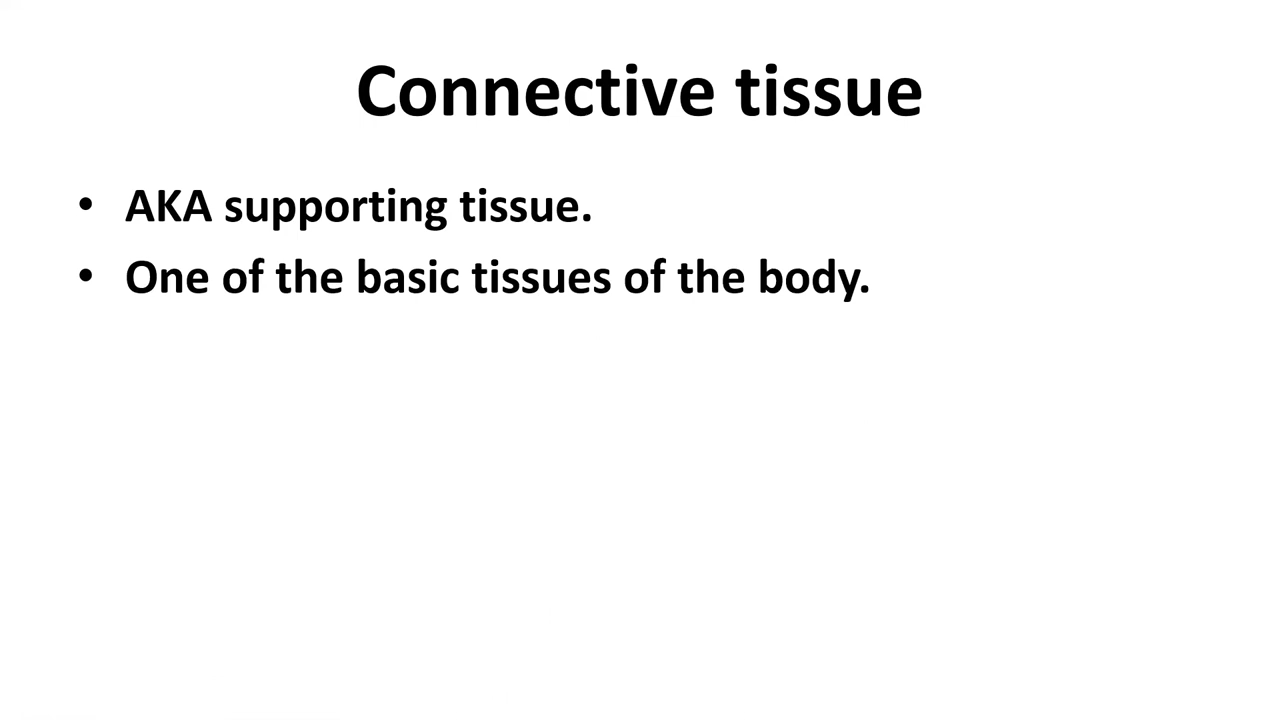 Connective tissue
• AKA supporting tissue.
• One of the basic tissues of the body.